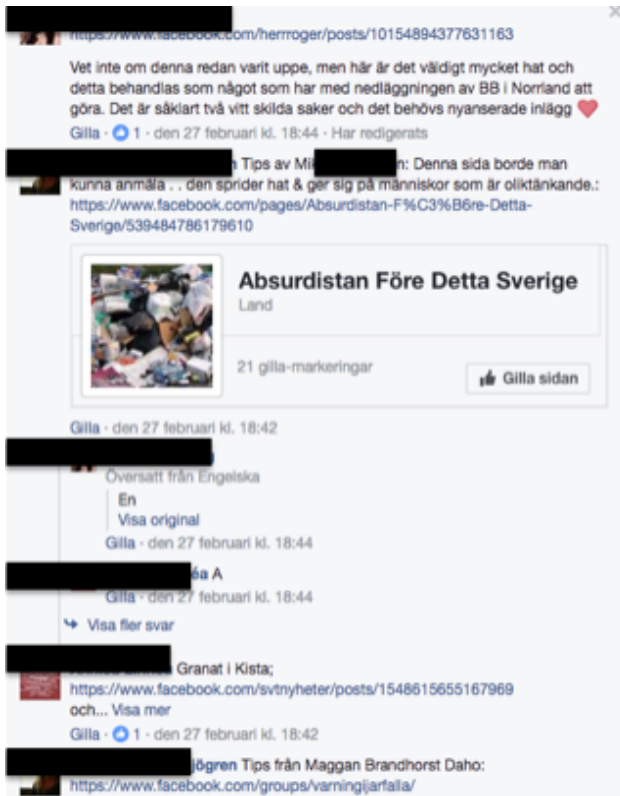 https://www.facebook.com/herrroger/posts/10154894377631163
Vet inte om denna redan varit uppe, men här är det väldigt mycket hat och
detta behandlas som något som har med nedläggningen av BB i Norrland att
göra. Det är såklart två vitt skilda saker och det behövs nyanserade inlägg
Gilla · 1 · den 27 februari kl. 18:44 · Har redigerats
n Tips av Mik n: Denna sida borde man
kunna anmäla . . den sprider hat & ger sig på människor som är oliktänkande.:
https://www.facebook.com/pages/Absurdistan-F%C3%B6re-Detta-
Sverige/539484786179610
Absurdistan Före Detta Sverige
Land
21 gilla-markeringar
Gilla sidan
Gilla · den 27 februari kl. 18:42
Översatt från Engelska
En
Visa original
Gilla · den 27 februari kl. 18:44
éa A
Gilla · den 27 februari kl. 18:44
Visa fler svar
Granat i Kista;
https://www.facebook.com/svtnyheter/posts/1548615655167969
och... Visa mer
Gilla · 1 · den 27 februari kl. 18:42
jögren Tips från Maggan Brandhorst Daho:
https://www.facebook.com/groups/varningijarfalla/